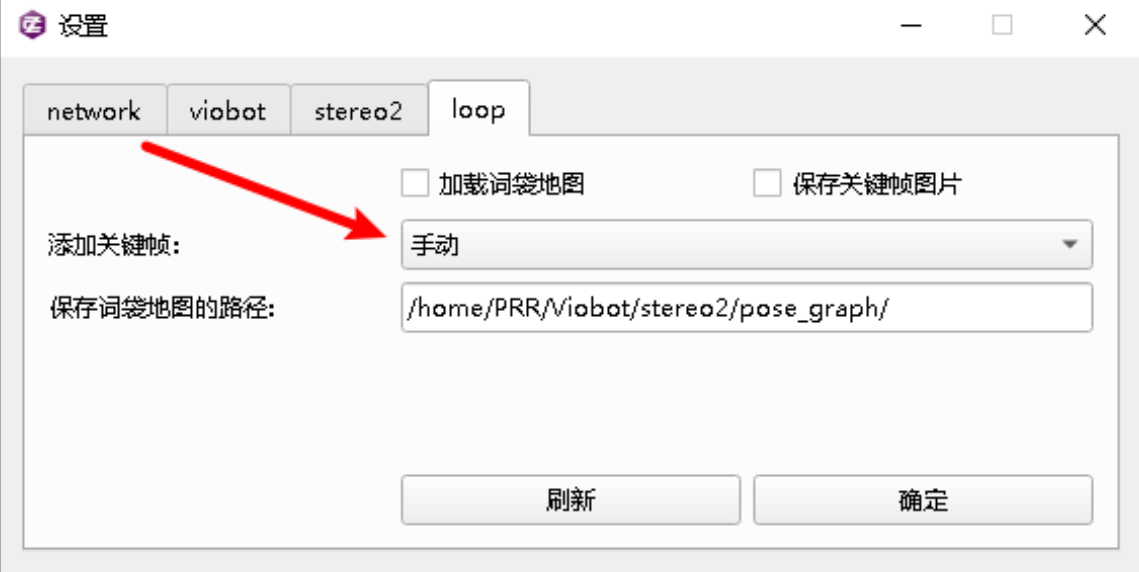 设置
network viobot stereo2 loop
加载词袋地图 保存关键帧图片
添加关键帧: 手动
保存词袋地图的路径: /home/PRR/Viobot/stereo2/pose_graph/
刷新 确定